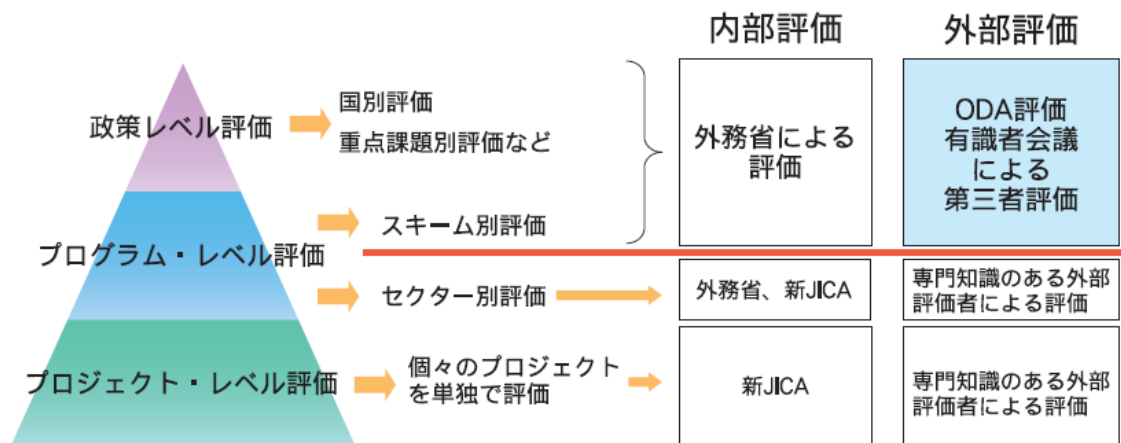 内部評価
外部評価
政策レベル評価
国別評価
重点課題別評価など
外務省による
評価
ODA評価
有識者会議
による
第三者評価
プログラム・レベル評価
スキーム別評価
セクター別評価
外務省、新JICA
専門知識のある外部
評価者による評価
プロジェクト・レベル評価
個々のプロジェクト
を単独で評価
新JICA
専門知識のある外部
評価者による評価